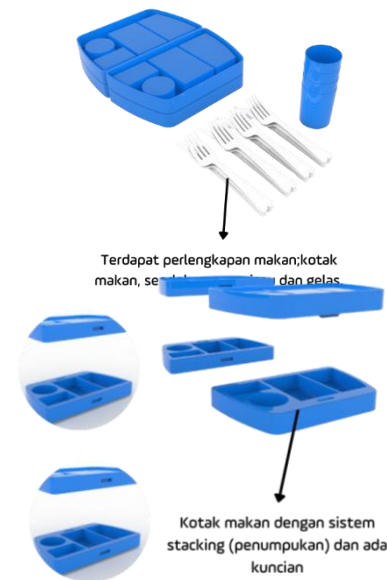 Terdapat perlengkapan makan;kotak
makan, dan gelas.
Kotak makan dengan sistem
stacking (penumpukan) dan ada
kuncian